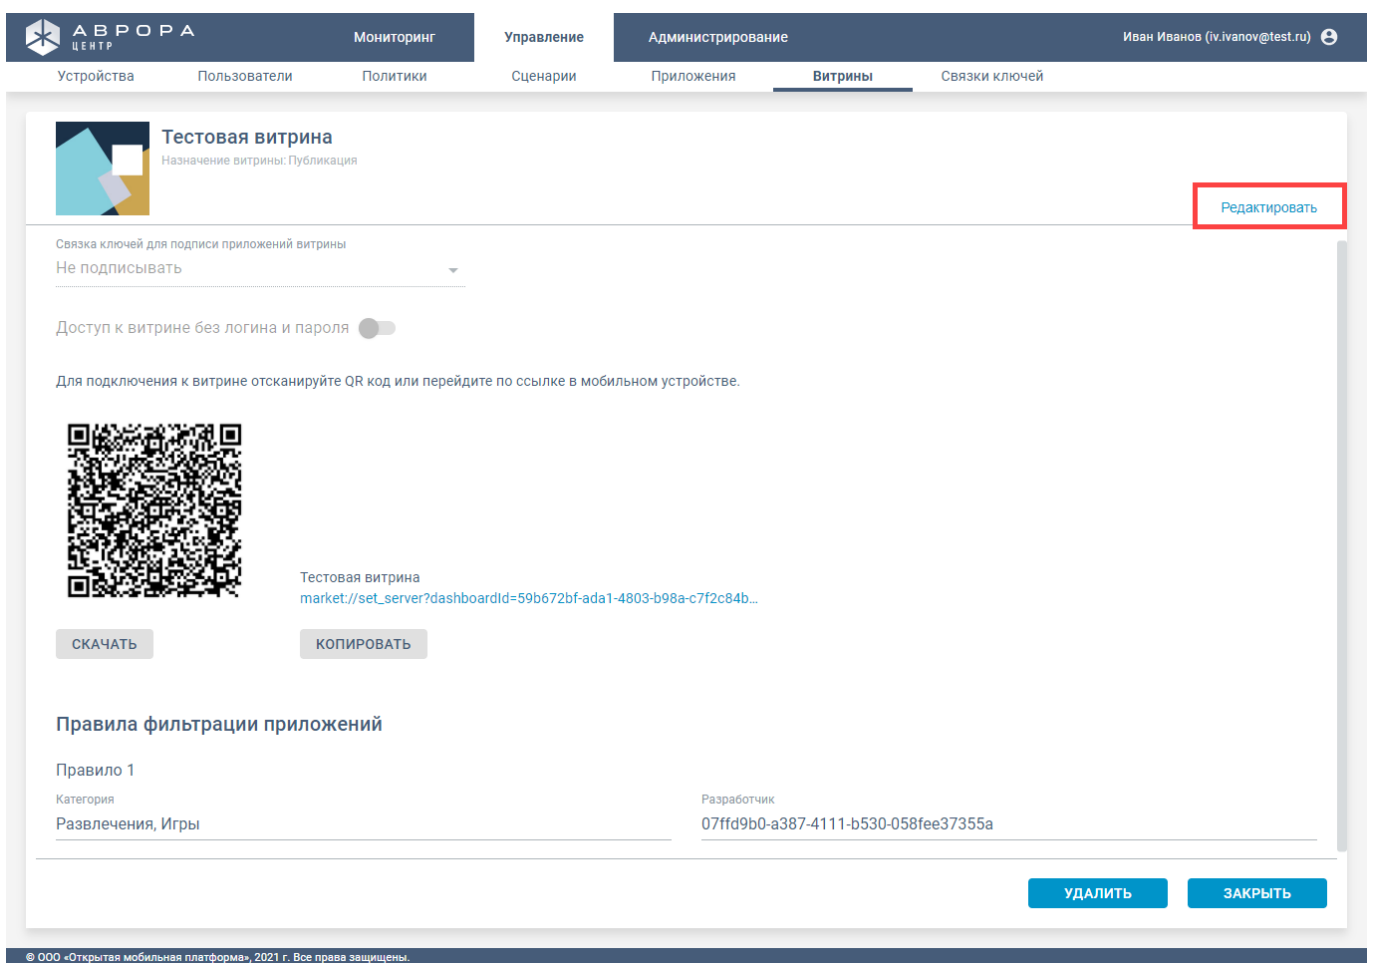 АВРОРА
ЦЕНТР
Мониторинг
Управление
Администрирование
Иван Иванов (iv.ivanov@test.ru)
Устройства
Пользователи
Политики
Сценарии
Приложения
Витрины
Связки ключей
Тестовая витрина
Назначение витрины: Публикация
Редактировать
Связка ключей для подписи приложений витрины
Не подписывать
Доступ к витрине без логина и пароля
Для подключения к витрине отсканируйте QR код или перейдите по ссылке в мобильном устройстве.
Тестовая витрина
market://set_server?dashboardId=59b672bf-ada1-4803-b98a-c7f2c84b...
СКАЧАТЬ
КОПИРОВАТЬ
Правила фильтрации приложений
Правило 1
Категория
Разработчик
Развлечения, Игры
07ffd9b0-a387-4111-b530-058fee37355a
УДАЛИТЬ
ЗАКРЫТЬ
© ООО «Открытая мобильная платформа», 2021 г. Все права защищены.